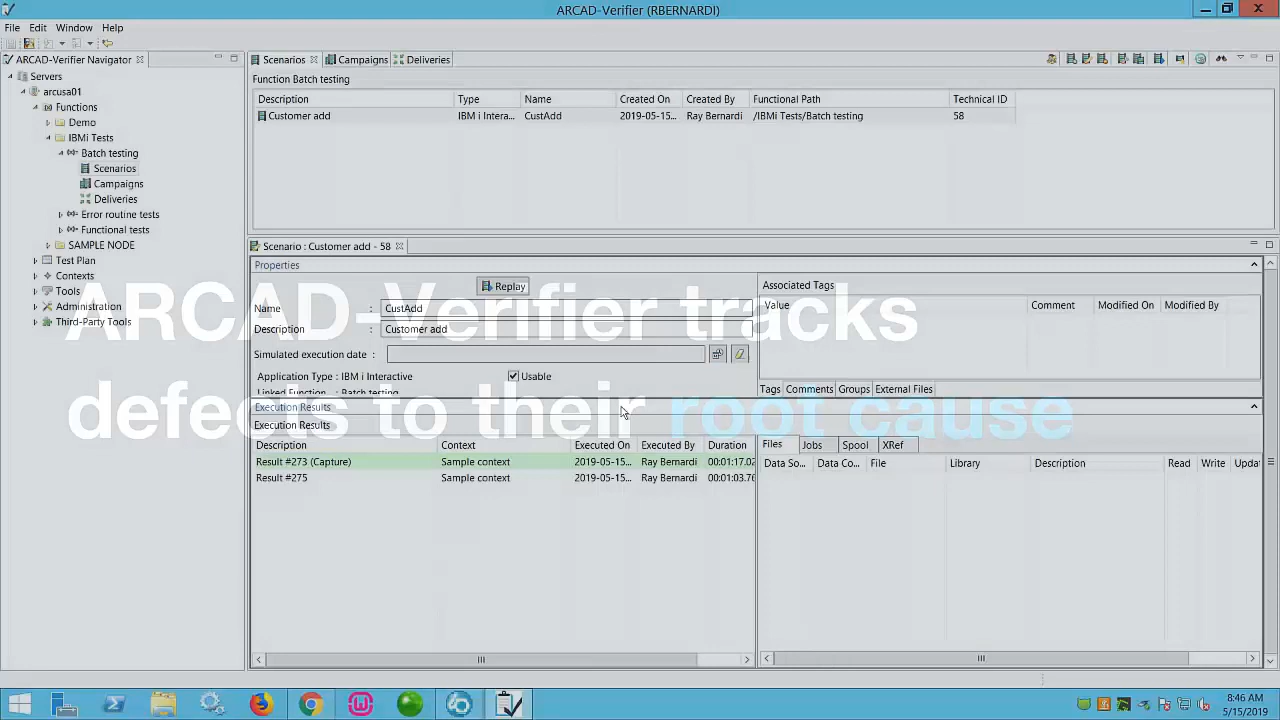 ARCAD-Verifier (RBERNARDI)
File Edit Window Help
ARCAD-Verifier Navigator
Servers
arcusa01
Functions
Demo
IBMi Tests
Batch testing
Scenarios
Campaigns
Deliveries
Error routine tests
Functional tests
SAMPLE NODE
Test Plan
Contexts
Tools
Administration
Third-Party Tools
Scenarios Campaigns Deliveries
Function Batch testing
Description Type Name Created On Created By Functional Path Technical ID
Customer add IBM i Intera... CustAdd 2019-05-15... Ray Bernardi /IBMi Tests/Batch testing 58
Scenario : Customer add - 58
Properties
Replay
Name : CustAdd
Description : Customer add
Simulated execution date :
Application Type : IBM i Interactive Usable
Linked Function : Batch testing
Associated Tags
Value Comment Modified On Modified By
Tags Comments Groups External Files
ARCAD-Verifier tracks
defects to their root cause
Execution Results
Execution Results
Description Context Executed On Executed By Duration
Result #273 (Capture) Sample context 2019-05-15... Ray Bernardi 00:01:17.02
Result #275 Sample context 2019-05-15... Ray Bernardi 00:01:03.76
Files Jobs Spool XRef
Data So... Data Co... File Library Description Read Write Updat
8:46 AM
5/15/2019